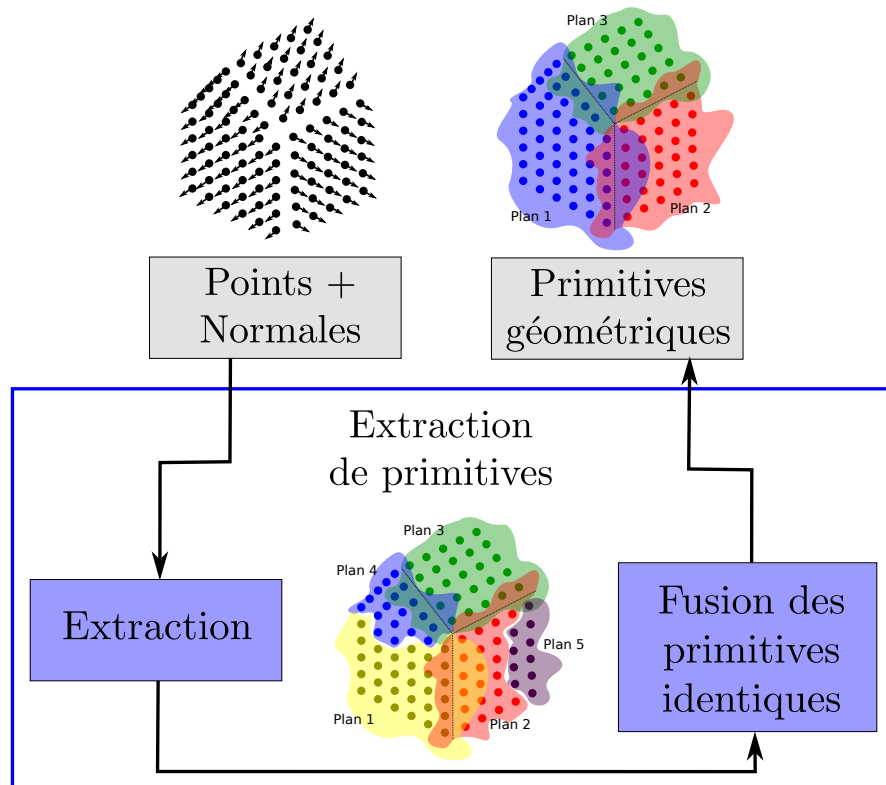 Plan 3
Plan 1
Plan 2
Points +
Normales
Primitives
géométriques
Extraction
de primitives
Plan 3
Plan 4
Plan 5
Plan 1
Plan 2
Extraction
Fusion des
primitives
identiques